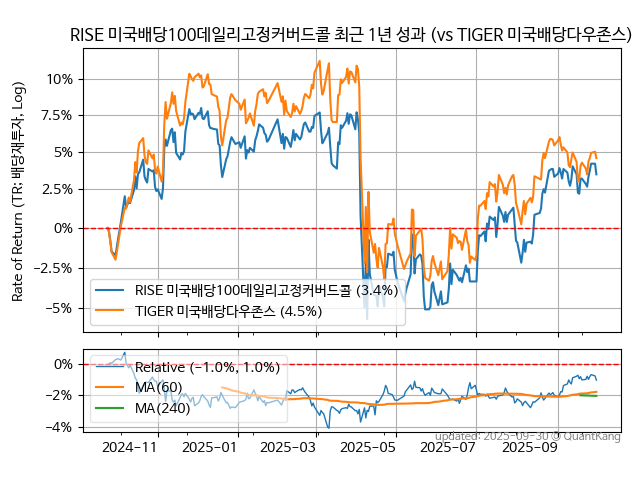 RISE 미국배당100데일리고정커버드콜 최근 1년 성과 (vs TIGER 미국배당다우존스)
Rate of Return (TR: 배당재투자, Log)
10%
7.5%
5%
2.5%
0%
−2.5%
−5%
RISE 미국배당100데일리고정커버드콜 (3.4%)
TIGER 미국배당다우존스 (4.5%)
0%
−2%
−4%
Relative (−1.0%, 1.0%)
MA(60)
MA(240)
updated: 2025-09-30 © QuantKang
2024−11
2025−01
2025−03
2025−05
2025−07
2025−09